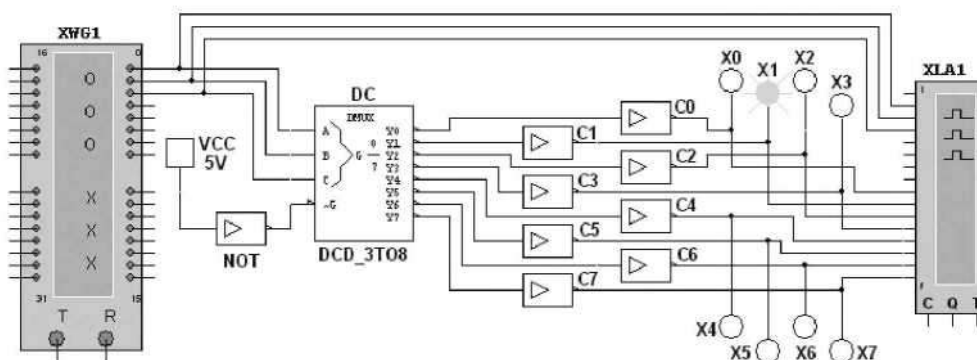 XWG1
16 0
O
O
O
X
X
X
31 15
T R
VCC
5V
NOT
DC
DMUX
A
B
C
~G
G 0
7
Y0
Y1
Y2
Y3
Y4
Y5
Y6
Y7
DCD_3TO8
C0
C1
C2
C3
C4
C5
C6
C7
X0
X1
X2
X3
X4
X5
X6
X7
XLA1
1
F
C Q T